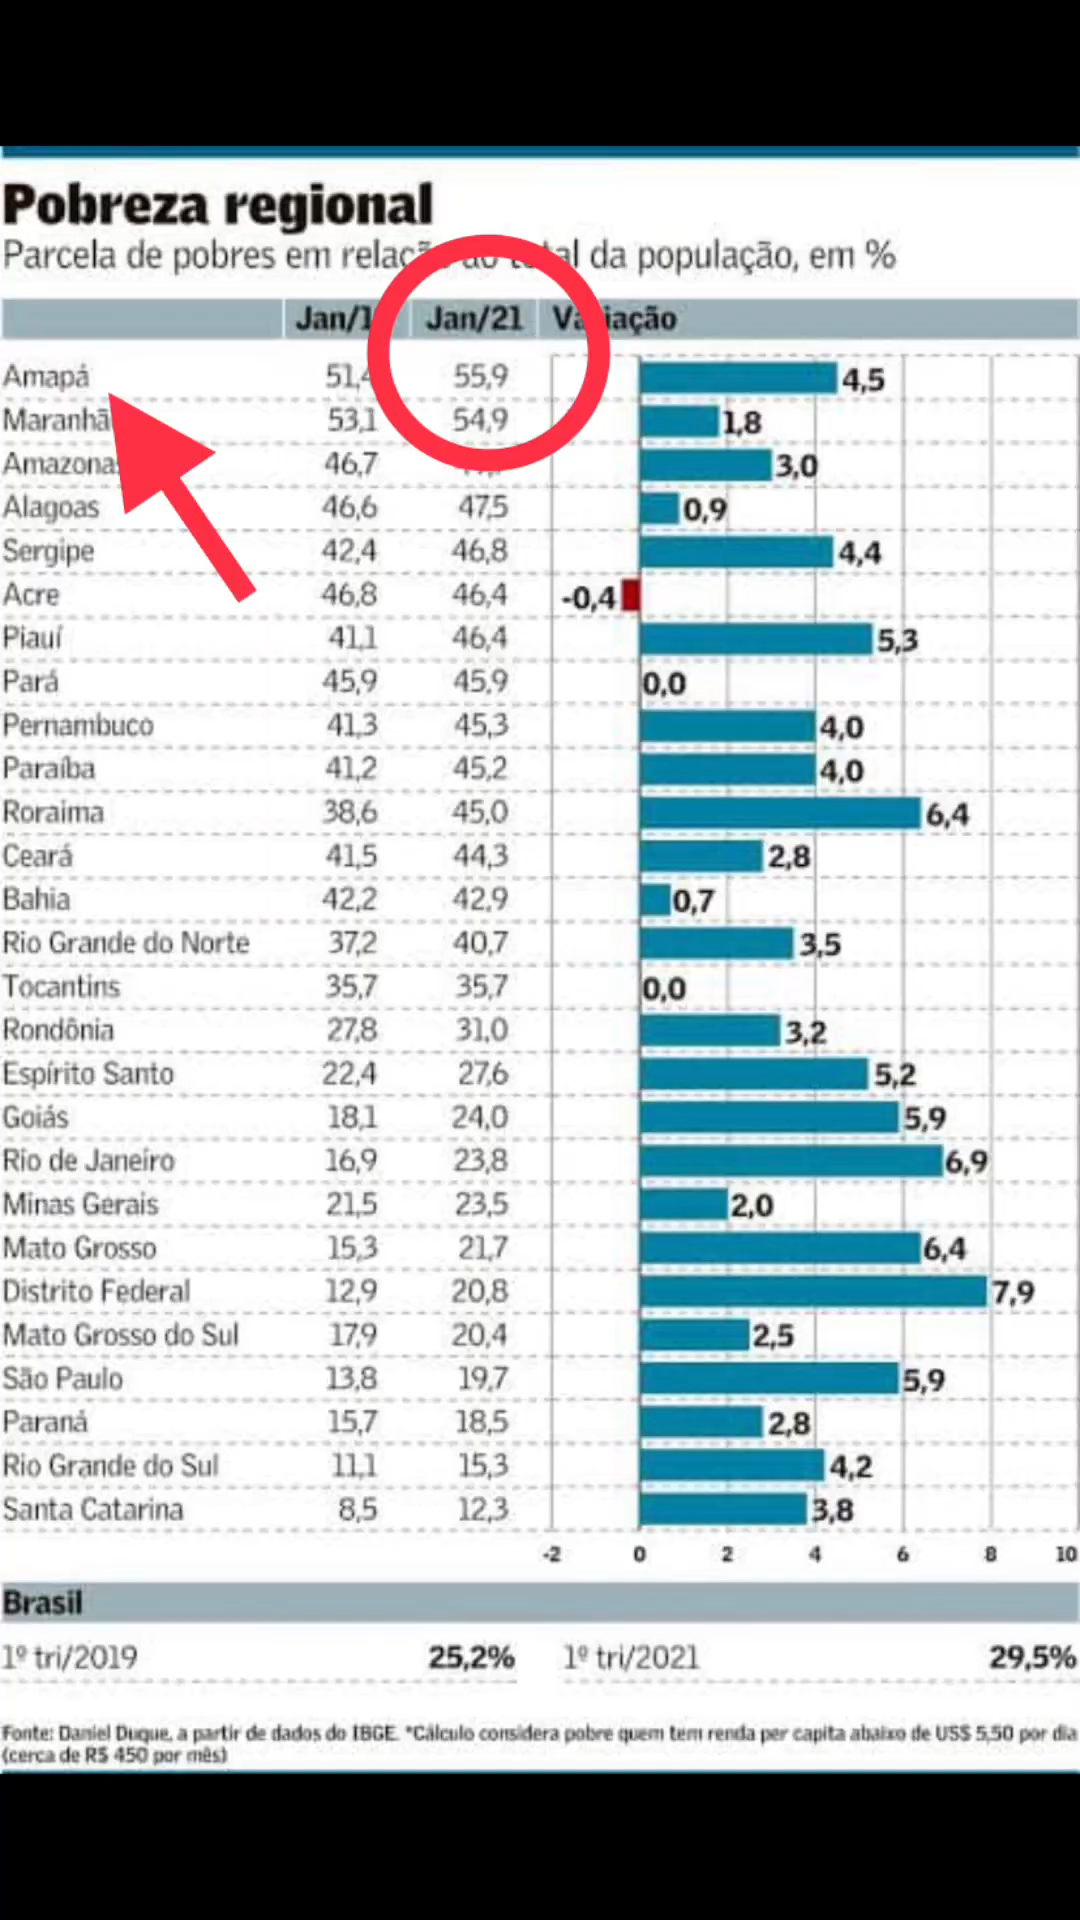 Pobreza regional
Parcela de pobres em relação ao total da população, em %
Jan/1 Jan/21 Variação
Amapá 51,4 55,9 4,5
Maranhã 53,1 54,9 1,8
Amazonas 46,7 3,0
Alagoas 46,6 47,5 0,9
Sergipe 42,4 46,8 4,4
Acre 46,8 46,4 -0,4
Piauí 41,1 46,4 5,3
Pará 45,9 45,9 0,0
Pernambuco 41,3 45,3 4,0
Paraíba 41,2 45,2 4,0
Roraima 38,6 45,0 6,4
Ceará 41,5 44,3 2,8
Bahia 42,2 42,9 0,7
Rio Grande do Norte 37,2 40,7 3,5
Tocantins 35,7 35,7 0,0
Rondônia 27,8 31,0 3,2
Espírito Santo 22,4 27,6 5,2
Goiás 18,1 24,0 5,9
Rio de Janeiro 16,9 23,8 6,9
Minas Gerais 21,5 23,5 2,0
Mato Grosso 15,3 21,7 6,4
Distrito Federal 12,9 20,8 7,9
Mato Grosso do Sul 17,9 20,4 2,5
São Paulo 13,8 19,7 5,9
Paraná 15,7 18,5 2,8
Rio Grande do Sul 11,1 15,3 4,2
Santa Catarina 8,5 12,3 3,8
-2 0 2 4 6 8 10
Brasil
1º tri/2019 25,2% 1º tri/2021 29,5%
Fonte: Daniel Duque, a partir de dados do IBGE. *Cálculo considera pobre quem tem renda per capita abaixo de US$ 5,50 por dia
(cerca de R$ 450 por mês)